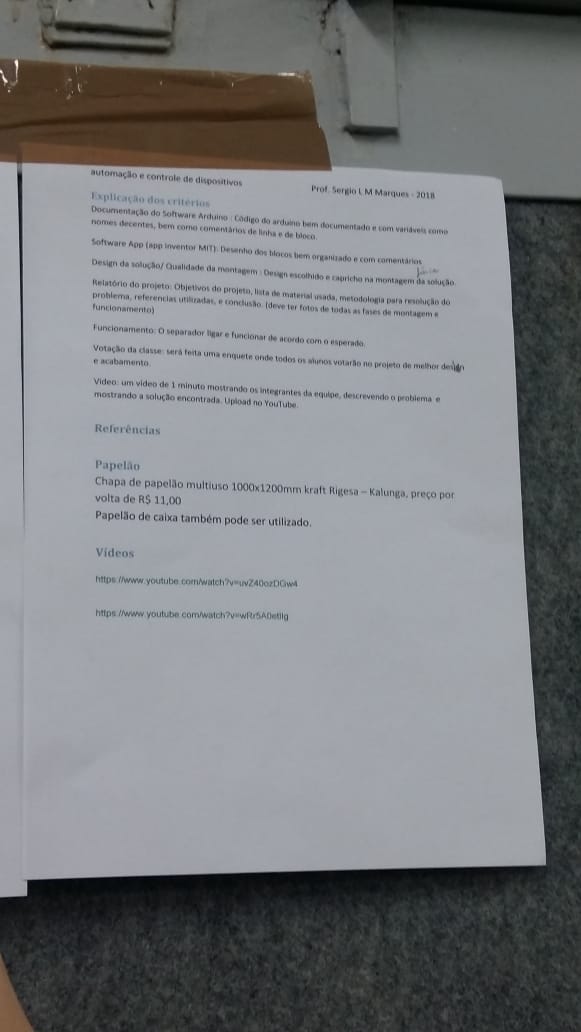 automação e controle de dispositivos
Prof. Sergio L M Marques - 2018
Explicação dos critérios
Documentação do Software Arduino : Código do arduino bem documentado e com variáveis como
nomes decentes, bem como comentários de linha e de bloco.
Software App (app inventor MIT): Desenho dos blocos bem organizado e com comentários
Design da solução/ Qualidade da montagem : Design escolhido e capricho na montagem da solução.
Relatório do projeto: Objetivos do projeto, lista de material usada, metodologia para resolução do
problema, referencias utilizadas, e conclusão. (deve ter fotos de todas as fases de montagem e
funcionamento)
Funcionamento: O separador ligar e funcionar de acordo com o esperado.
Votação da classe: será feita uma enquete onde todos os alunos votarão no projeto de melhor design
e acabamento.
Video: um vídeo de 1 minuto mostrando os integrantes da equipe, descrevendo o problema e
mostrando a solução encontrada. Upload no YouTube.
Referências
Papelão
Chapa de papelão multiuso 1000x1200mm kraft Rigesa – Kalunga, preço por
volta de R$ 11,00
Papelão de caixa também pode ser utilizado.
Vídeos
https://www.youtube.com/watch?v=uvZ40ozDGw4